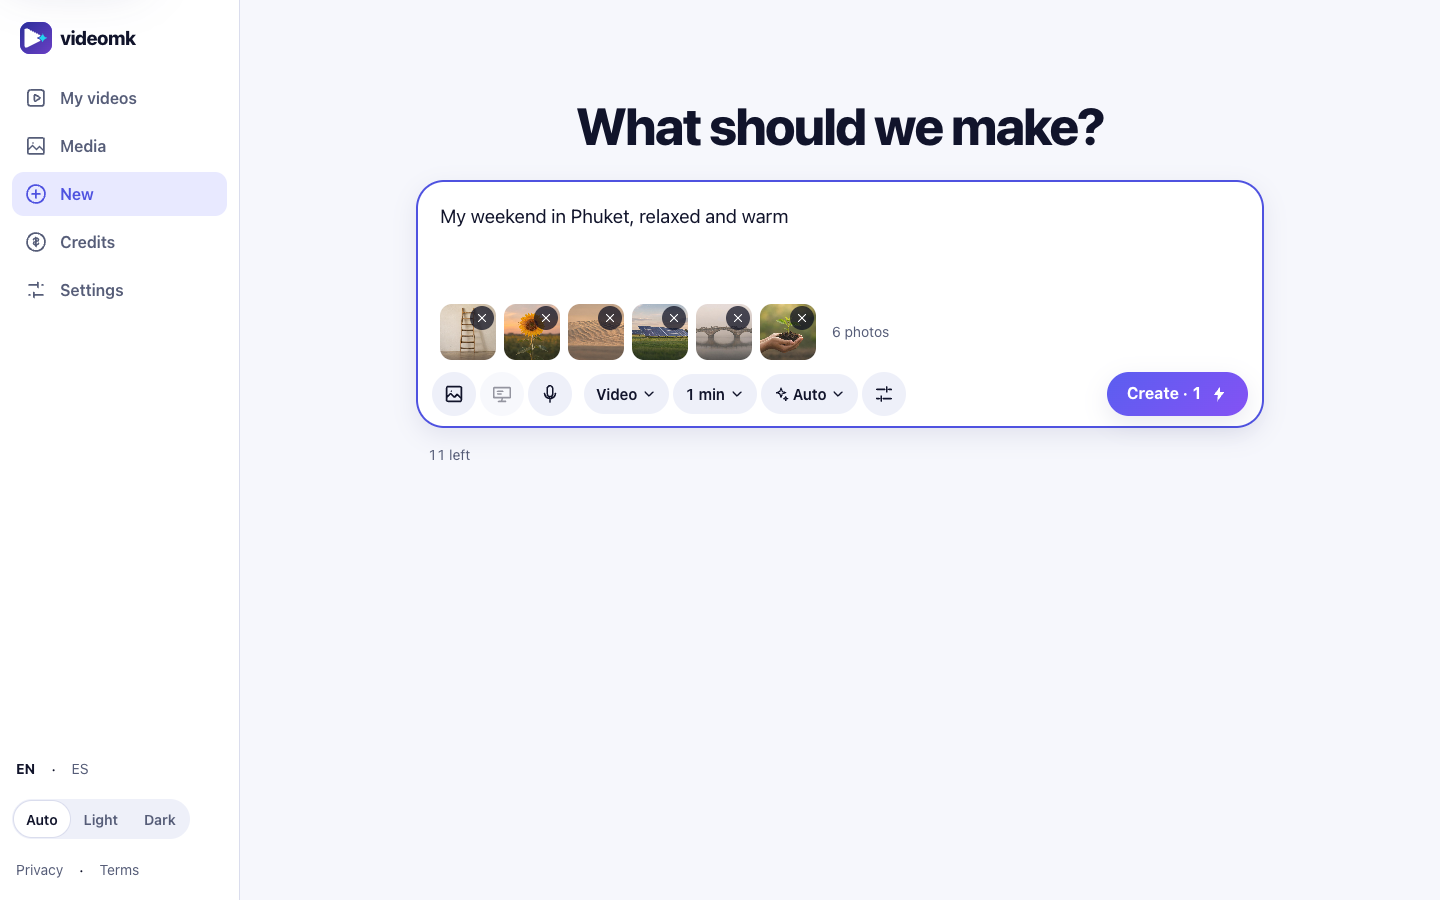 videomk
My videos
Media
New
Credits
Settings
EN · ES
Auto Light Dark
Privacy · Terms
What should we make?
My weekend in Phuket, relaxed and warm
6 photos
Video 1 min Auto Create · 1
11 left